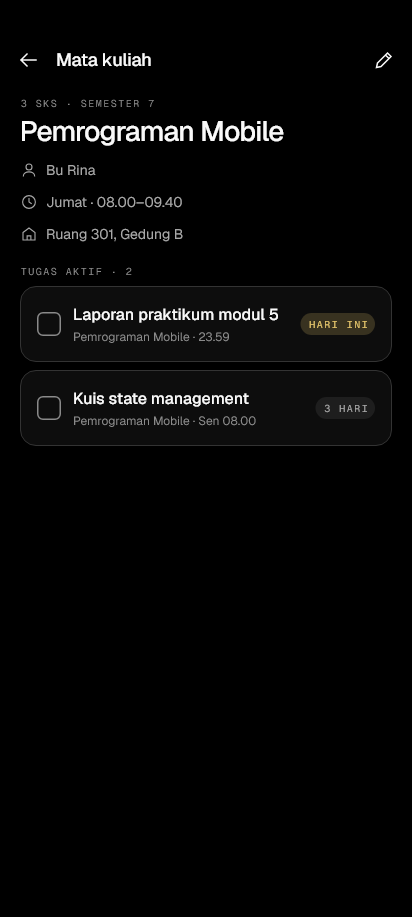 Mata kuliah
3 SKS · SEMESTER 7
Pemrograman Mobile
Bu Rina
Jumat · 08.00–09.40
Ruang 301, Gedung B
TUGAS AKTIF · 2
Laporan praktikum modul 5
Pemrograman Mobile · 23.59
HARI INI
Kuis state management
Pemrograman Mobile · Sen 08.00
3 HARI